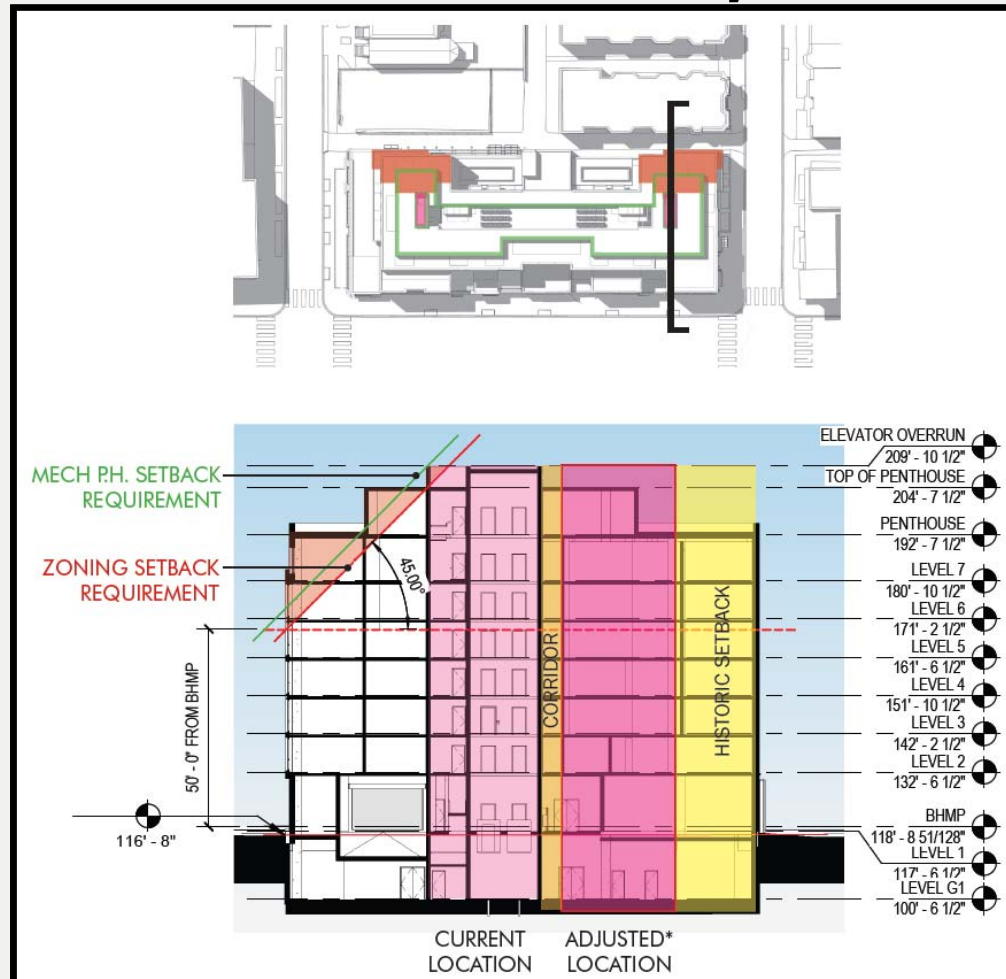 MECH P.H. SETBACK
REQUIREMENT
ZONING SETBACK
REQUIREMENT
45.00°
50' - 0" FROM BHMP
116' - 8"
CORRIDOR
HISTORIC SETBACK
ELEVATOR OVERRUN
209' - 10 1/2"
TOP OF PENTHOUSE
204' - 7 1/2"
PENTHOUSE
192' - 7 1/2"
LEVEL 7
180' - 10 1/2"
LEVEL 6
171' - 2 1/2"
LEVEL 5
161' - 6 1/2"
LEVEL 4
151' - 10 1/2"
LEVEL 3
142' - 2 1/2"
LEVEL 2
132' - 6 1/2"
BHMP
118' - 8 51/128"
LEVEL 1
117' - 6 1/2"
LEVEL G1
100' - 6 1/2"
CURRENT
LOCATION
ADJUSTED*
LOCATION